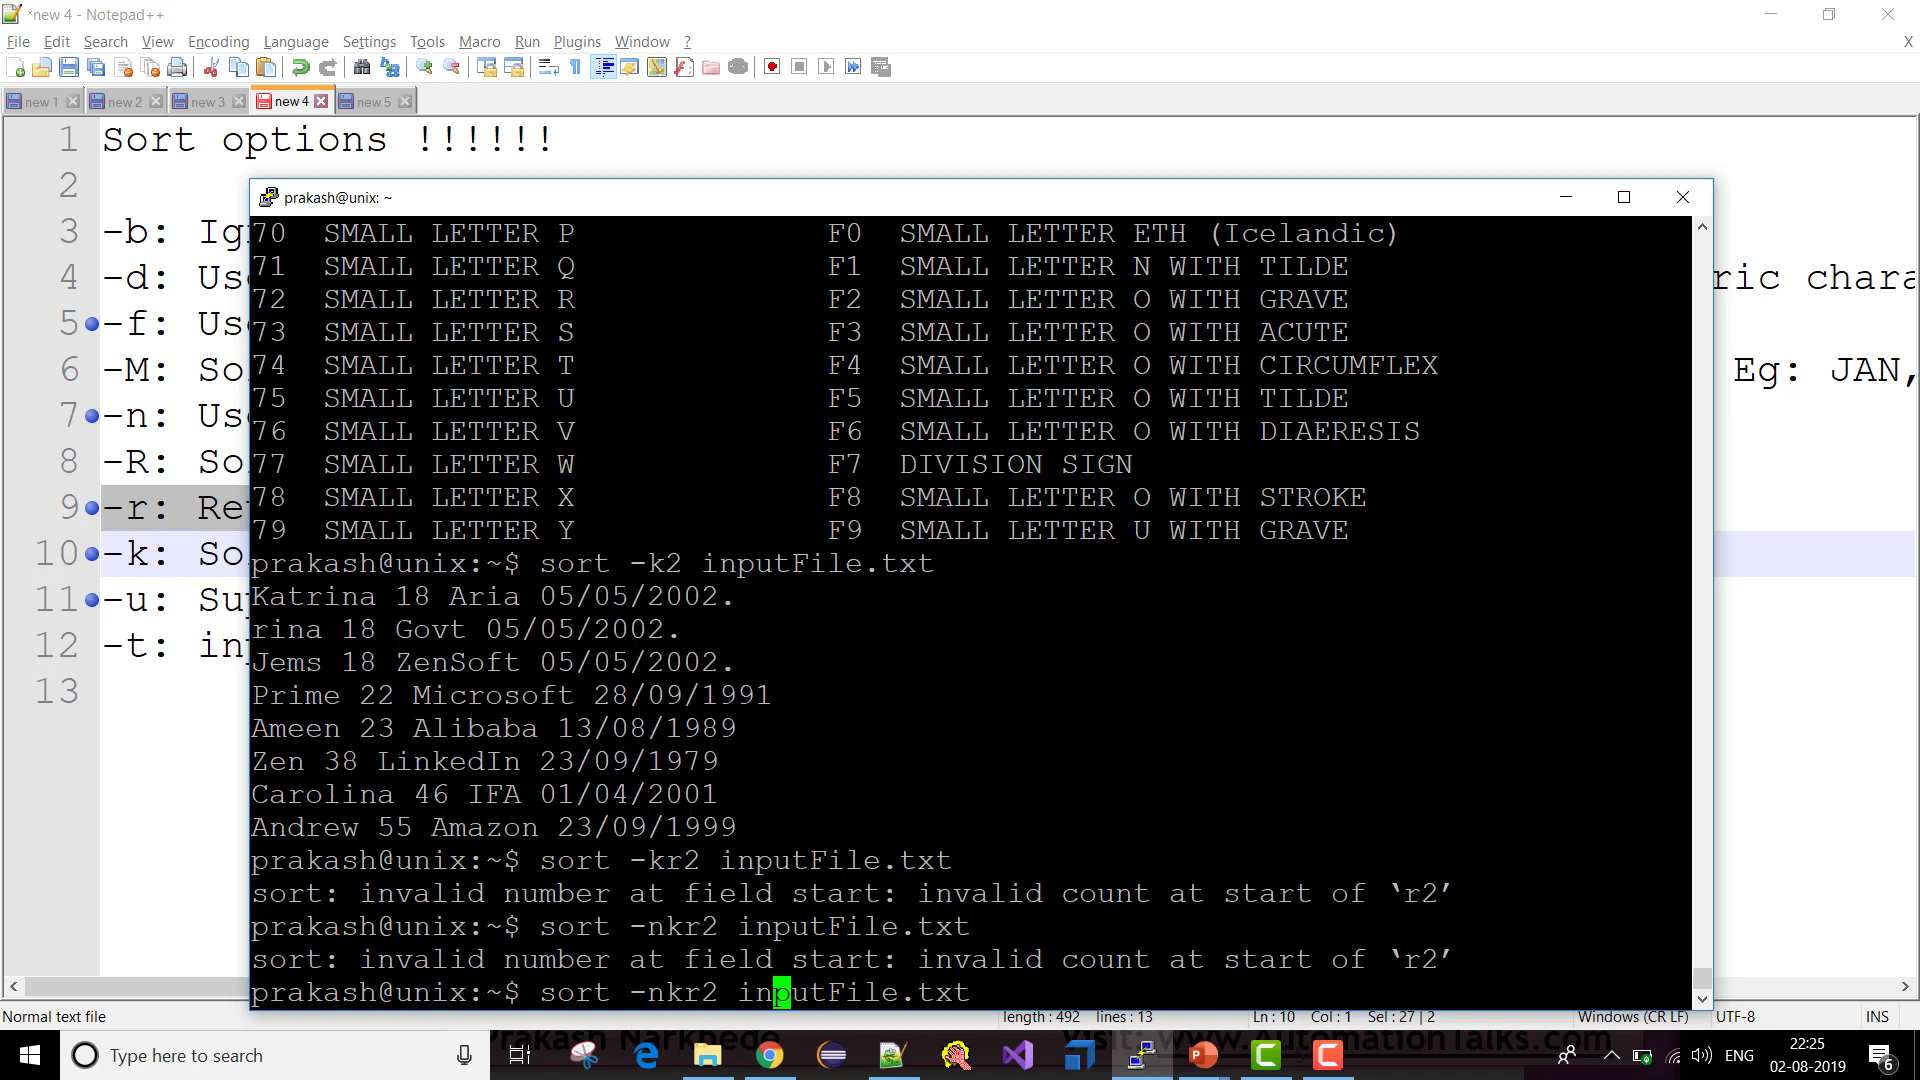 *new 4 - Notepad++
File Edit Search View Encoding Language Settings Tools Macro Run Plugins Window ? X
new 1 new 2 new 3 new 4 new 5
1 Sort options !!!!!!
2
3 -b: Ig
4 -d: Us ric chara
5 -f: Us
6 -M: So Eg: JAN,
7 -n: Us
8 -R: So
9 -r: Re
10 -k: So
11 -u: Su
12 -t: in
13
prakash@unix: ~
70 SMALL LETTER P F0 SMALL LETTER ETH (Icelandic)
71 SMALL LETTER Q F1 SMALL LETTER N WITH TILDE
72 SMALL LETTER R F2 SMALL LETTER O WITH GRAVE
73 SMALL LETTER S F3 SMALL LETTER O WITH ACUTE
74 SMALL LETTER T F4 SMALL LETTER O WITH CIRCUMFLEX
75 SMALL LETTER U F5 SMALL LETTER O WITH TILDE
76 SMALL LETTER V F6 SMALL LETTER O WITH DIAERESIS
77 SMALL LETTER W F7 DIVISION SIGN
78 SMALL LETTER X F8 SMALL LETTER O WITH STROKE
79 SMALL LETTER Y F9 SMALL LETTER U WITH GRAVE
prakash@unix:~$ sort -k2 inputFile.txt
Katrina 18 Aria 05/05/2002.
rina 18 Govt 05/05/2002.
Jems 18 ZenSoft 05/05/2002.
Prime 22 Microsoft 28/09/1991
Ameen 23 Alibaba 13/08/1989
Zen 38 LinkedIn 23/09/1979
Carolina 46 IFA 01/04/2001
Andrew 55 Amazon 23/09/1999
prakash@unix:~$ sort -kr2 inputFile.txt
sort: invalid number at field start: invalid count at start of ‘r2’
prakash@unix:~$ sort -nkr2 inputFile.txt
sort: invalid number at field start: invalid count at start of ‘r2’
prakash@unix:~$ sort -nkr2 inputFile.txt
Normal text file length : 492 lines : 13 Ln : 10 Col : 1 Sel : 27 | 2 Windows (CR LF) UTF-8 INS
Prakash Narkhede Visit: www.AutomationTalks.com
Type here to search ENG 22:25
02-08-2019 6